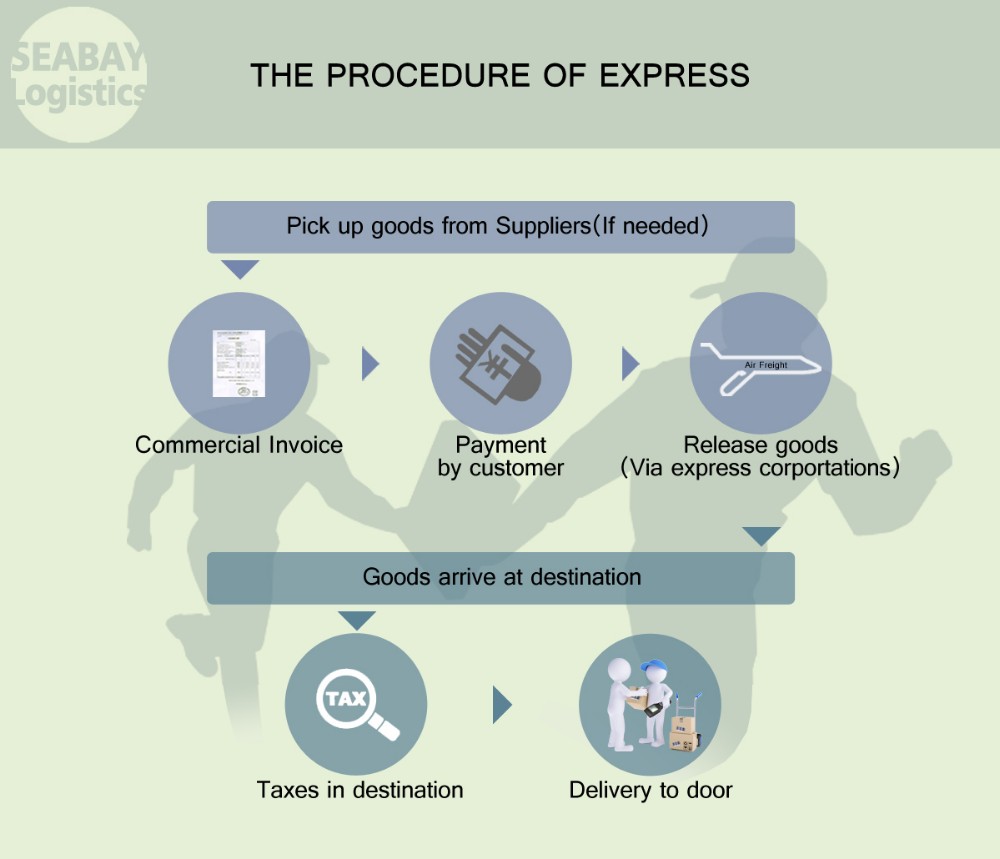 SEABAY
Logistics
THE PROCEDURE OF EXPRESS
Pick up goods from Suppliers(If needed)
¥
Air Freight
Commercial Invoice
Payment
by customer
Release goods
(Via express corportations)
Goods arrive at destination
TAX
Taxes in destination
Delivery to door